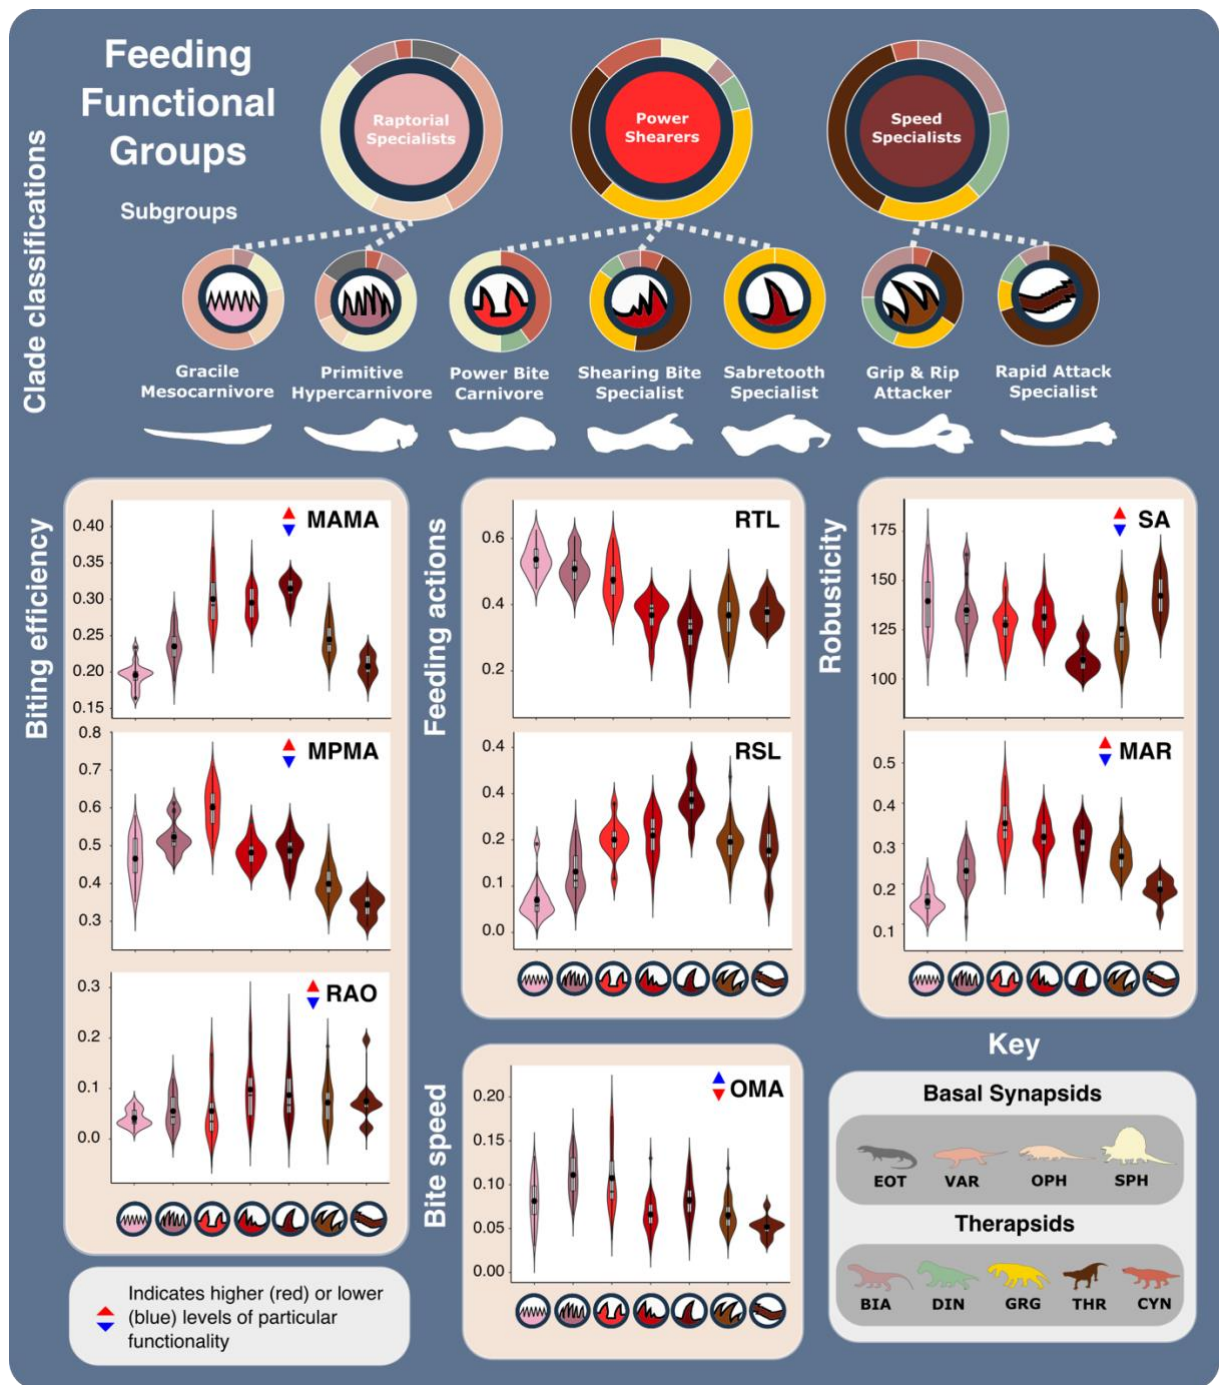 Feeding
Functional
Groups
Subgroups
Clade classifications
Raptorial
Specialists
Power
Shearers
Speed
Specialists
Gracile
Mesocarnivore
Primitive
Hypercarnivore
Power Bite
Carnivore
Shearing Bite
Specialist
Sabretooth
Specialist
Grip & Rip
Attacker
Rapid Attack
Specialist
Biting efficiency
MAMA
0.40
0.35
0.30
0.25
0.20
0.15
MPMA
0.8
0.7
0.6
0.5
0.4
0.3
RAO
0.3
0.2
0.1
0.0
Indicates higher (red) or lower
(blue) levels of particular
functionality
Feeding actions
RTL
0.6
0.4
0.2
RSL
0.4
0.4
0.2
0.1
0.0
Bite speed
OMA
0.20
0.15
0.10
0.05
0.00
Robusticity
SA
175
150
125
100
MAR
0.5
0.4
0.3
0.2
0.1
Key
Basal Synapsids
EOT VAR OPH SPH
Therapsids
BIA DIN GRG THR CYN